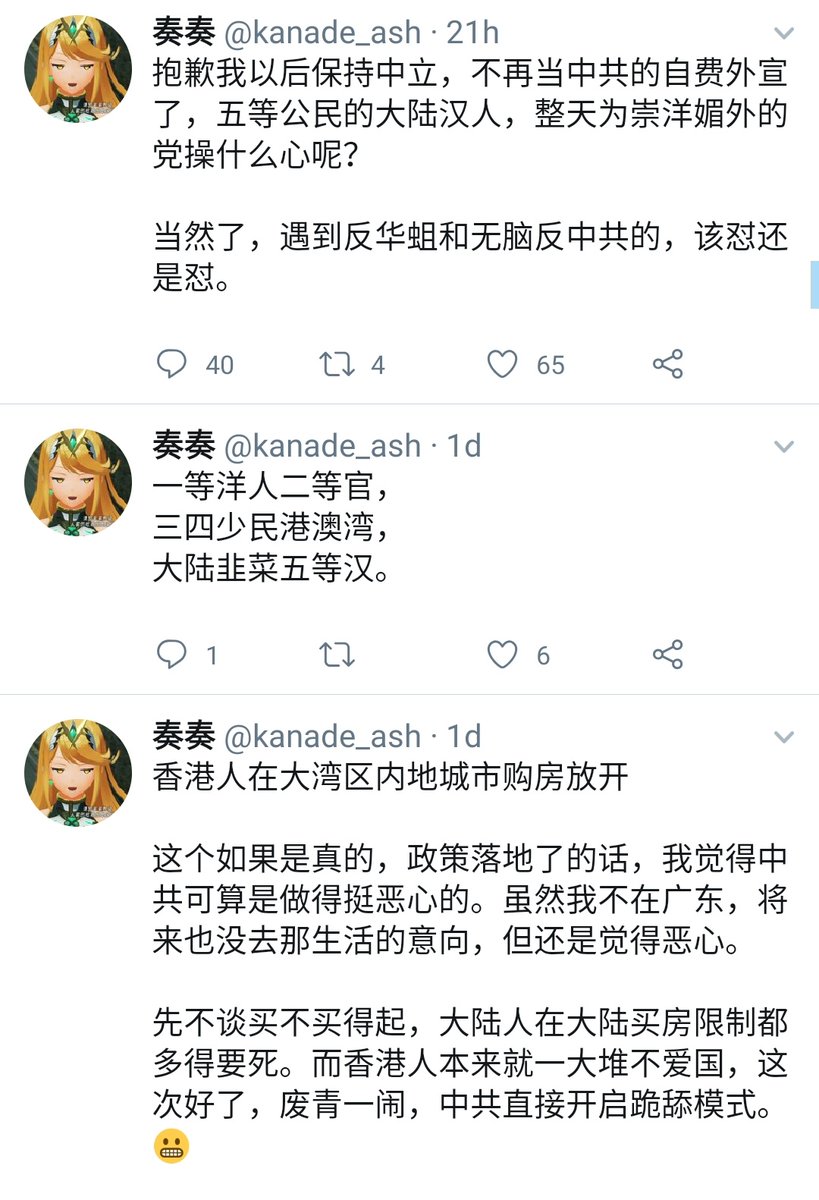 奏奏 @kanade_ash · 21h
抱歉我以后保持中立，不再当中共的自费外宣
了，五等公民的大陆汉人，整天为崇洋媚外的
党操什么心呢？
当然了，遇到反华蛆和无脑反中共的，该怼还
是怼。
40 4 65
奏奏 @kanade_ash · 1d
一等洋人二等官，
三四少民港澳湾，
大陆韭菜五等汉。
1 6
奏奏 @kanade_ash · 1d
香港人在大湾区内地城市购房放开
这个如果是真的，政策落地了的话，我觉得中
共可算是做得挺恶心的。虽然我不在广东，将
来也没去那生活的意向，但还是觉得恶心。
先不谈买不买得起，大陆人在大陆买房限制都
多得要死。而香港人本来就一大堆不爱国，这
次好了，废青一闹，中共直接开启跪舔模式。
😬